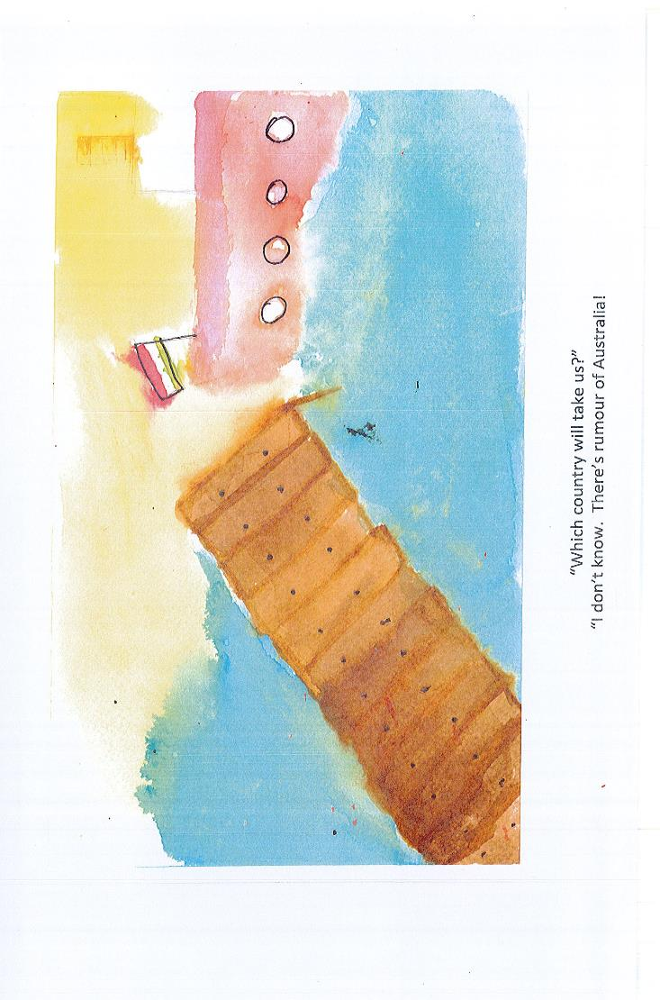 “Which country will take us?”
“I don’t know.  There’s rumour of Australia!